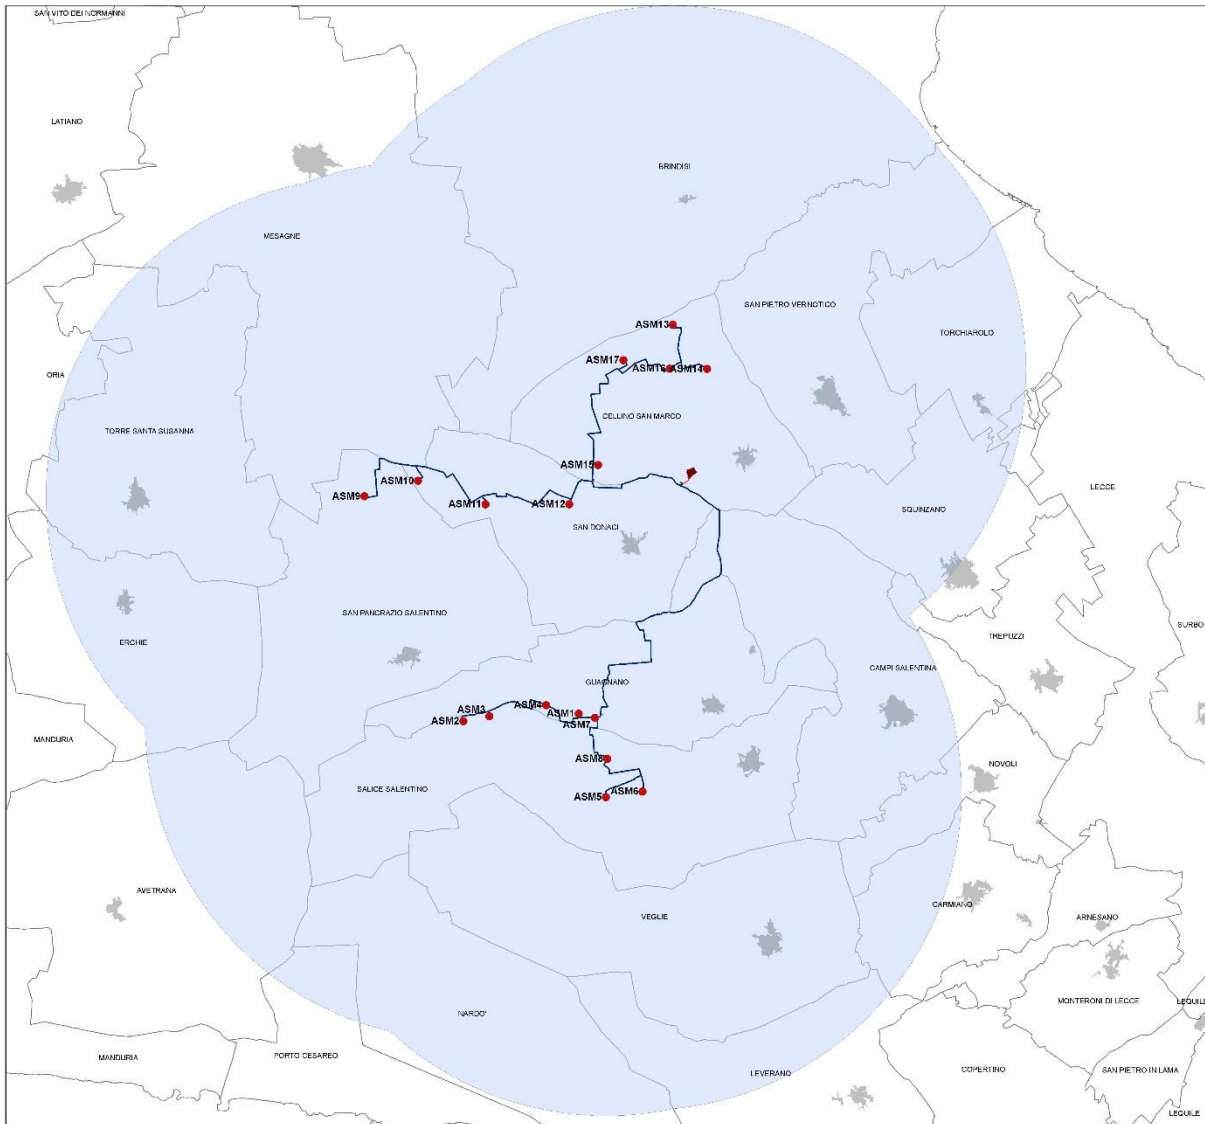 SAN VITO DEI NORMANNI
LATIANO
BRINDISI
MESAGNE
SAN PIETRO VERNOTICO
ASM13
TORCHIAROLO
ASM17
ASM16
ASM14
ORIA
CELLINO SAN MARCO
TORRE SANTA SUSANNA
ASM15
ASM10
LECCE
ASM9
ASM11
ASM12
SQUINZANO
SAN DONACI
SAN PANCRAZIO SALENTINO
SURBO
ERCHIE
TREPUZZI
CAMPI SALENTINA
GUAGNANO
ASM4
ASM3
ASM1
ASM2
ASM7
MANDURIA
ASM8
NOVOLI
SALICE SALENTINO
ASM6
ASM5
AVETRANA
CARMIANO
VEGLIE
ARNESANO
MONTERONI DI LECCE
LEQUILE
NARDO'
MANDURIA
PORTO CESAREO
COPERTINO
SAN PIETRO IN LAMA
LEVERANO
LEQUILE